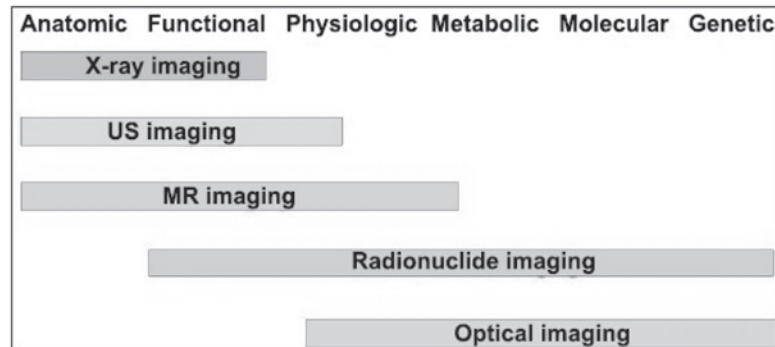 Anatomic Functional Physiologic Metabolic Molecular Genetic
X-ray imaging
US imaging
MR imaging
Radionuclide imaging
Optical imaging